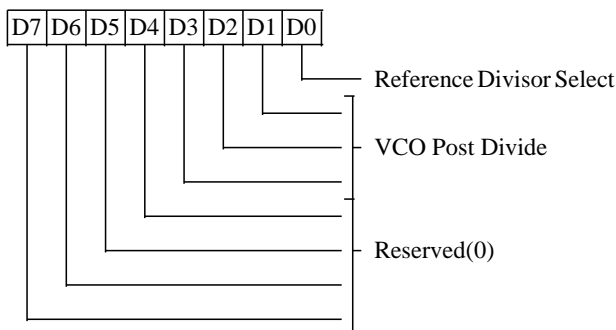 D7 D6 D5 D4 D3 D2 D1 D0
Reference Divisor Select
VCO Post Divide
Reserved(0)